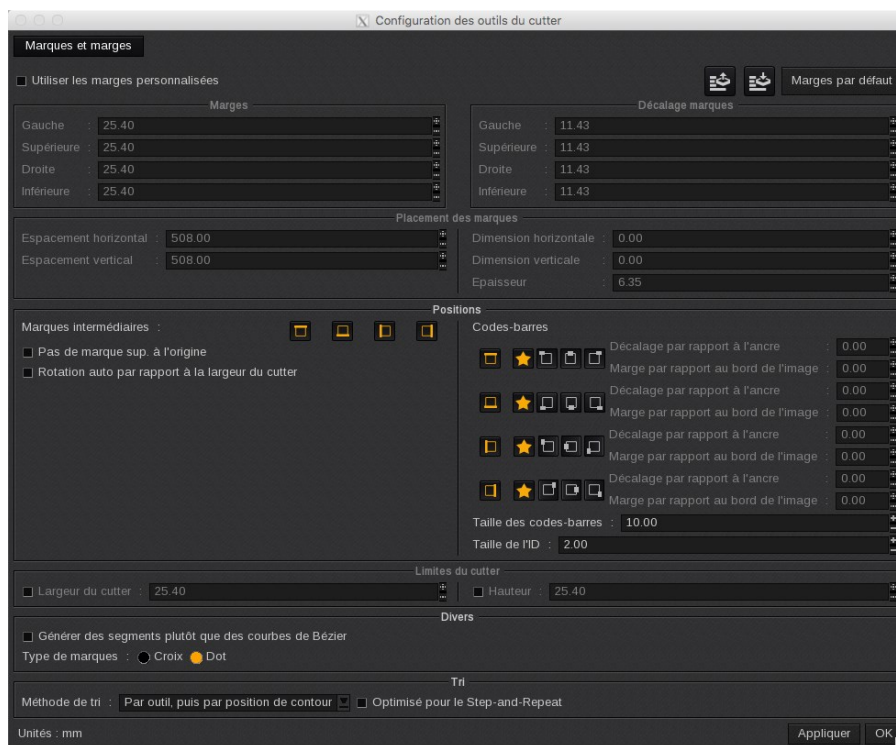 Configuration des outils du cutter
Marques et marges
Utiliser les marges personnalisées
Marges par défaut
Marges
Gauche : 25.40
Supérieure : 25.40
Droite : 25.40
Inférieure : 25.40
Décalage marques
Gauche : 11.43
Supérieure : 11.43
Droite : 11.43
Inférieure : 11.43
Placement des marques
Espacement horizontal : 508.00
Espacement vertical : 508.00
Dimension horizontale : 0.00
Dimension verticale : 0.00
Epaisseur : 6.35
Positions
Marques intermédiaires :
Pas de marque sup. à l'origine
Rotation auto par rapport à la largeur du cutter
Codes-barres
Décalage par rapport à l'ancre : 0.00
Marge par rapport au bord de l'image : 0.00
Décalage par rapport à l'ancre : 0.00
Marge par rapport au bord de l'image : 0.00
Décalage par rapport à l'ancre : 0.00
Marge par rapport au bord de l'image : 0.00
Décalage par rapport à l'ancre : 0.00
Marge par rapport au bord de l'image : 0.00
Taille des codes-barres : 10.00
Taille de l'ID : 2.00
Limites du cutter
Largeur du cutter : 25.40
Hauteur : 25.40
Divers
Générer des segments plutôt que des courbes de Bézier
Type de marques : Croix Dot
Tri
Méthode de tri : Par outil, puis par position de contour
Optimisé pour le Step-and-Repeat
Unités : mm
Appliquer
OK